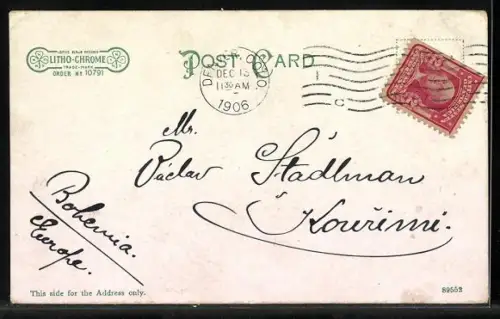 LITHO-CHROME
TRADE-MARK
ORDER No 10791
POST CARD
DEC 13
11 30 AM
1906
C
Mr.
Václav Stadlman
Kouřimi.
Bohemia.
Europe.
This side for the Address only.
89552